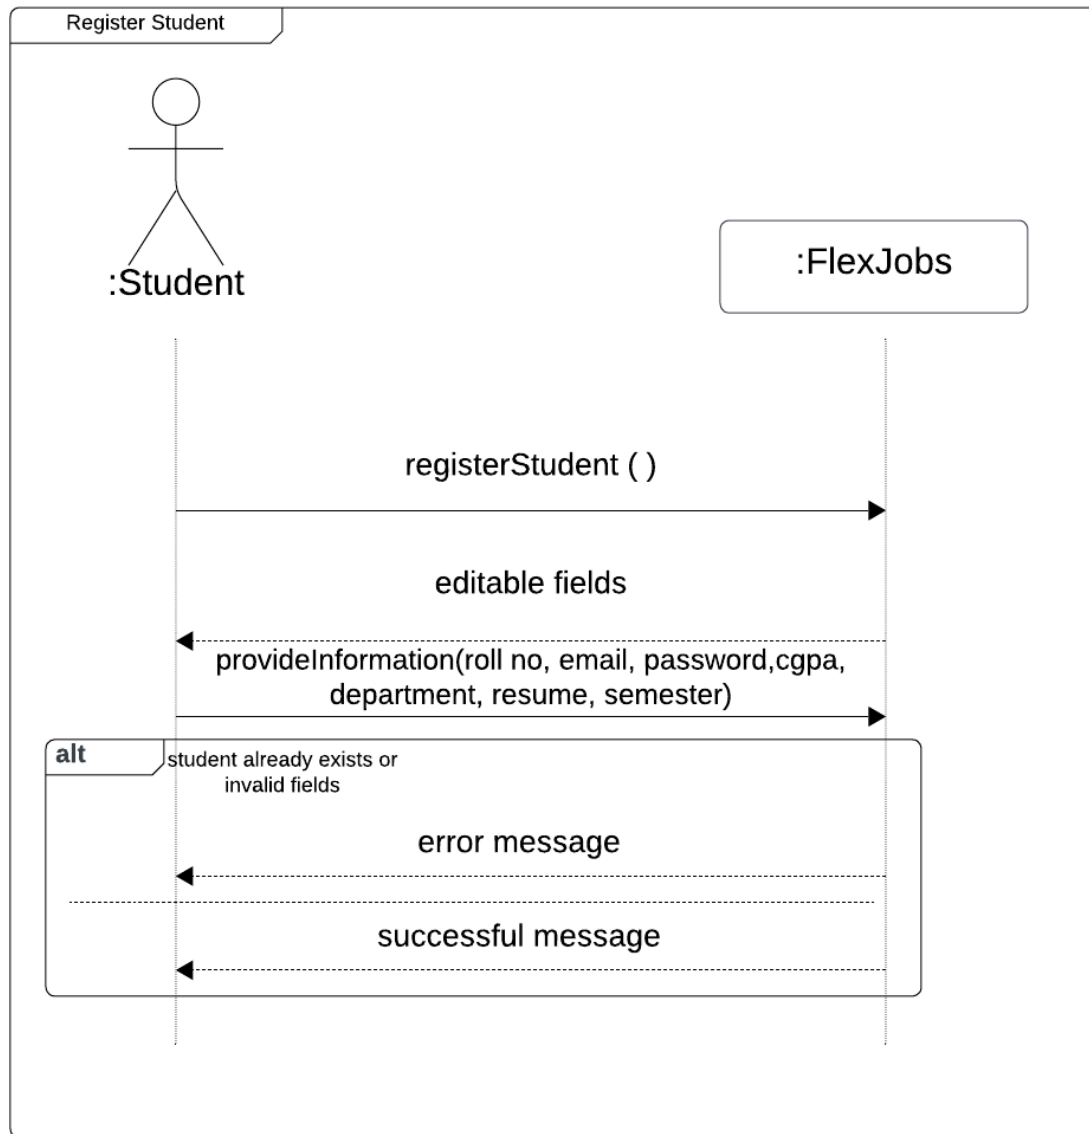 Register Student
:Student
:FlexJobs
registerStudent ( )
editable fields
provideInformation(roll no, email, password,cgpa,
department, resume, semester)
alt
student already exists or
invalid fields
error message
successful message